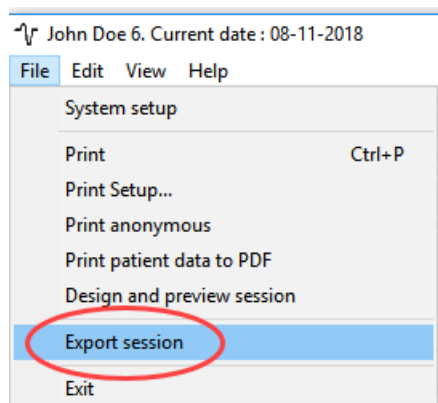 John Doe 6. Current date : 08-11-2018
File Edit View Help
System setup
Print Ctrl+P
Print Setup...
Print anonymous
Print patient data to PDF
Design and preview session
Export session
Exit